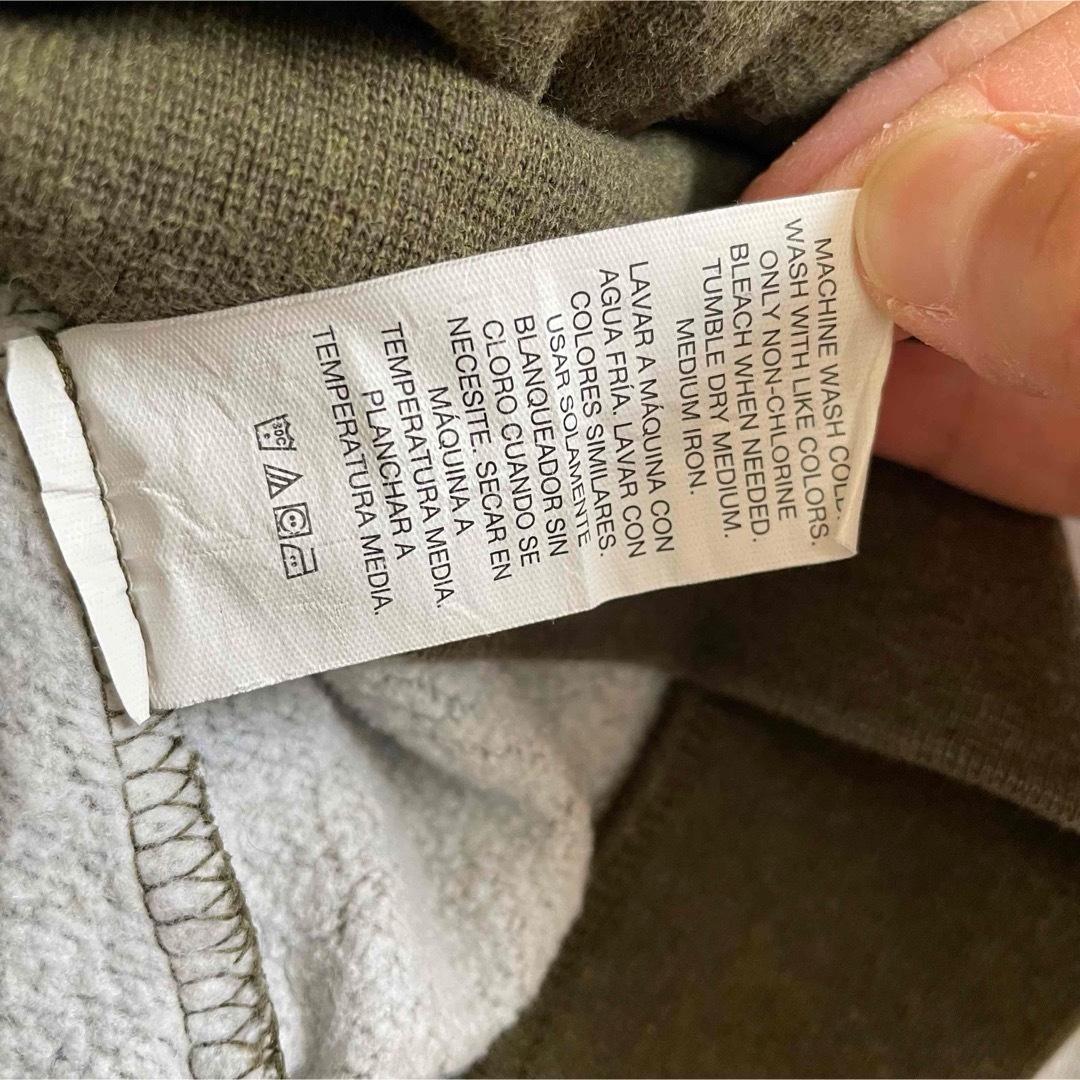 MACHINE WASH COLD.
WASH WITH LIKE COLORS.
ONLY NON-CHLORINE
BLEACH WHEN NEEDED.
TUMBLE DRY MEDIUM.
MEDIUM IRON.
LAVAR A MÁQUINA CON
AGUA FRÍA. LAVAR CON
COLORES SIMILARES.
USAR SOLAMENTE
BLANQUEADOR SIN
CLORO CUANDO SE
NECESITE. SECAR EN
MÁQUINA A
TEMPERATURA MEDIA.
PLANCHAR A
TEMPERATURA MEDIA.
30C